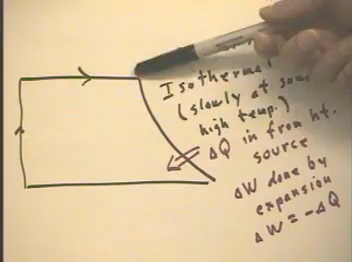 Isothermal
(slowly at some
high temp.)
ΔQ in from ht.
source
ΔW done by
expansion
ΔW = -ΔQ